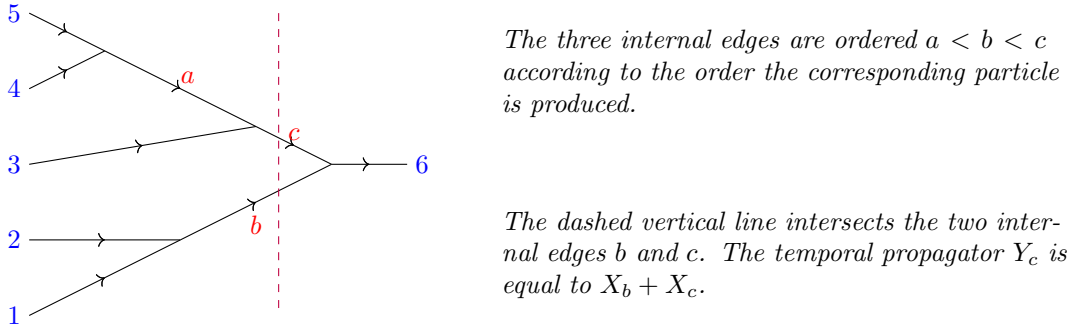 5
The three internal edges are ordered a < b < c
according to the order the corresponding particle
is produced.
a
4
c
3
6
2
b
The dashed vertical line intersects the two inter-
nal edges b and c. The temporal propagator Y_c is
equal to X_b + X_c.
1